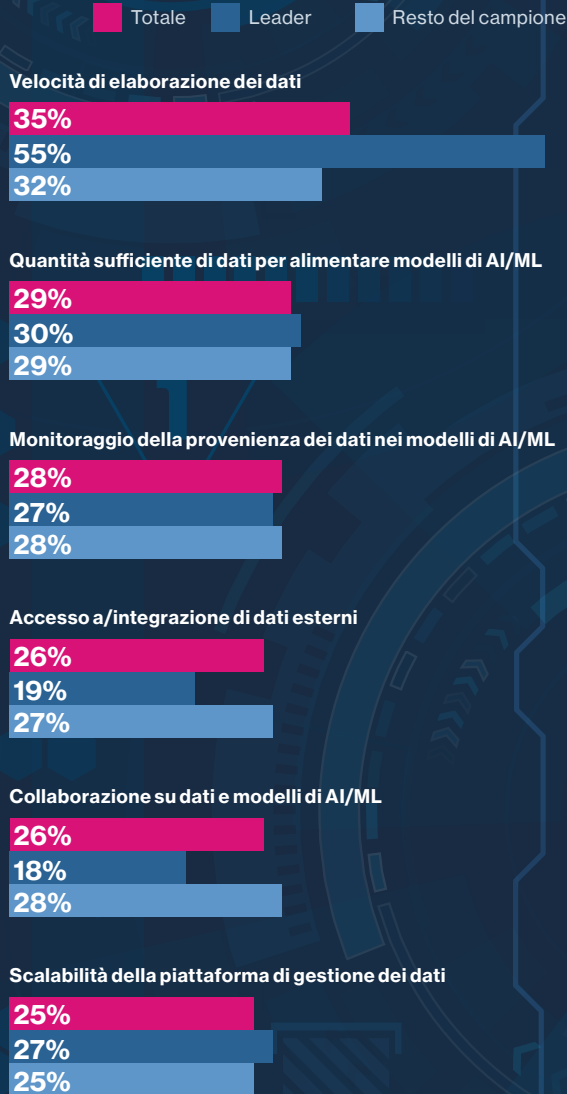 Totale Leader Resto del campione
Velocità di elaborazione dei dati
35%
55%
32%
Quantità sufficiente di dati per alimentare modelli di AI/ML
29%
30%
29%
Monitoraggio della provenienza dei dati nei modelli di AI/ML
28%
27%
28%
Accesso a/integrazione di dati esterni
26%
19%
27%
Collaborazione su dati e modelli di AI/ML
26%
18%
28%
Scalabilità della piattaforma di gestione dei dati
25%
27%
25%